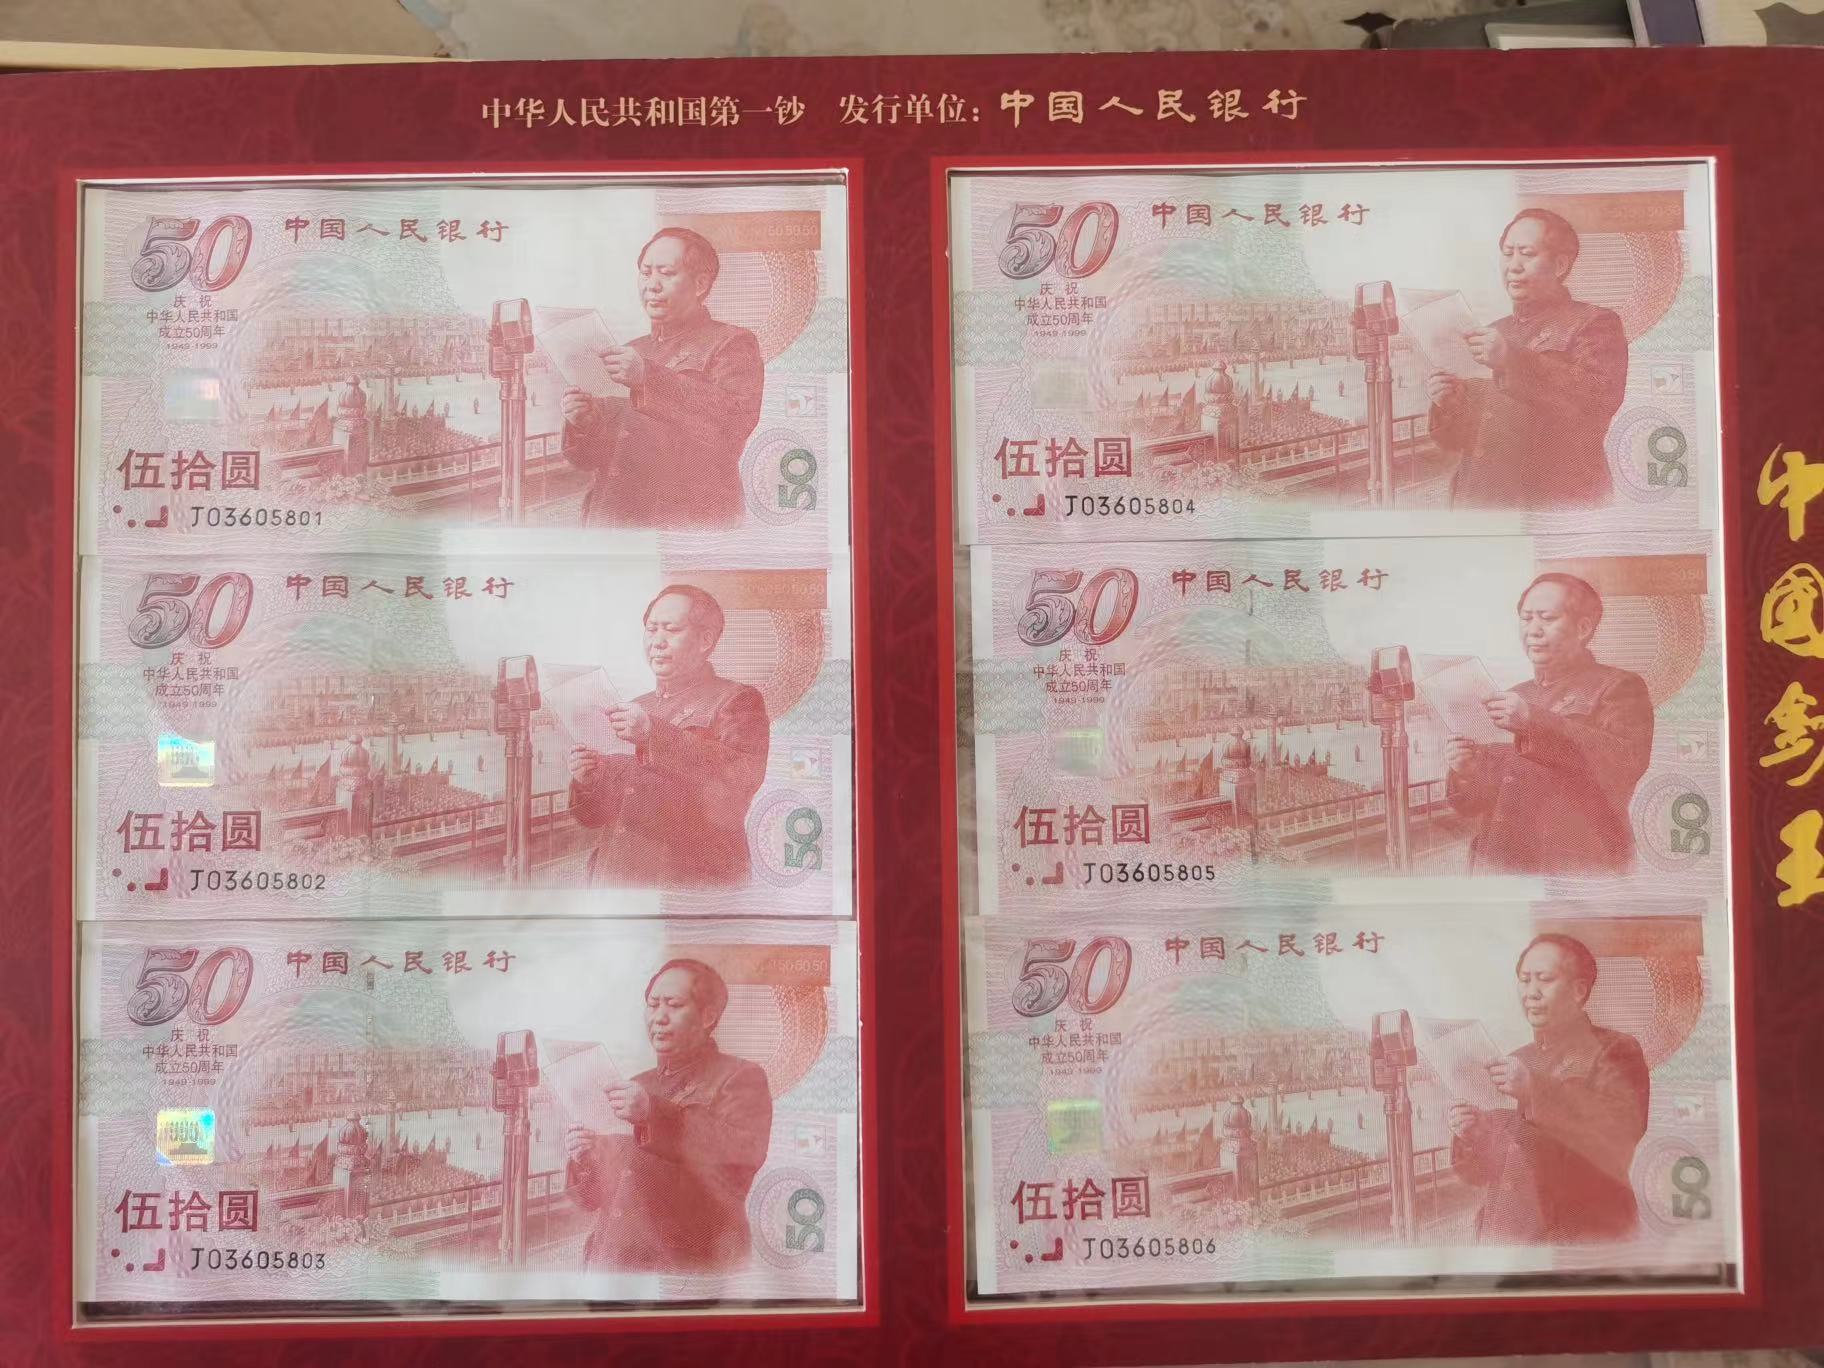 中华人民共和国第一钞 发行单位：中国人民银行
50 中国人民银行
庆祝
中华人民共和国
成立50周年
1949-1999
伍拾圆
50
J03605801
50 中国人民银行
庆祝
中华人民共和国
成立50周年
1949-1999
伍拾圆
50
J03605802
50 中国人民银行
庆祝
中华人民共和国
成立50周年
1949-1999
伍拾圆
50
J03605803
50 中国人民银行
庆祝
中华人民共和国
成立50周年
1949-1999
伍拾圆
50
J03605804
50 中国人民银行
庆祝
中华人民共和国
成立50周年
1949-1999
伍拾圆
50
J03605805
50 中国人民银行
庆祝
中华人民共和国
成立50周年
1949-1999
伍拾圆
50
J03605806
中国钞王